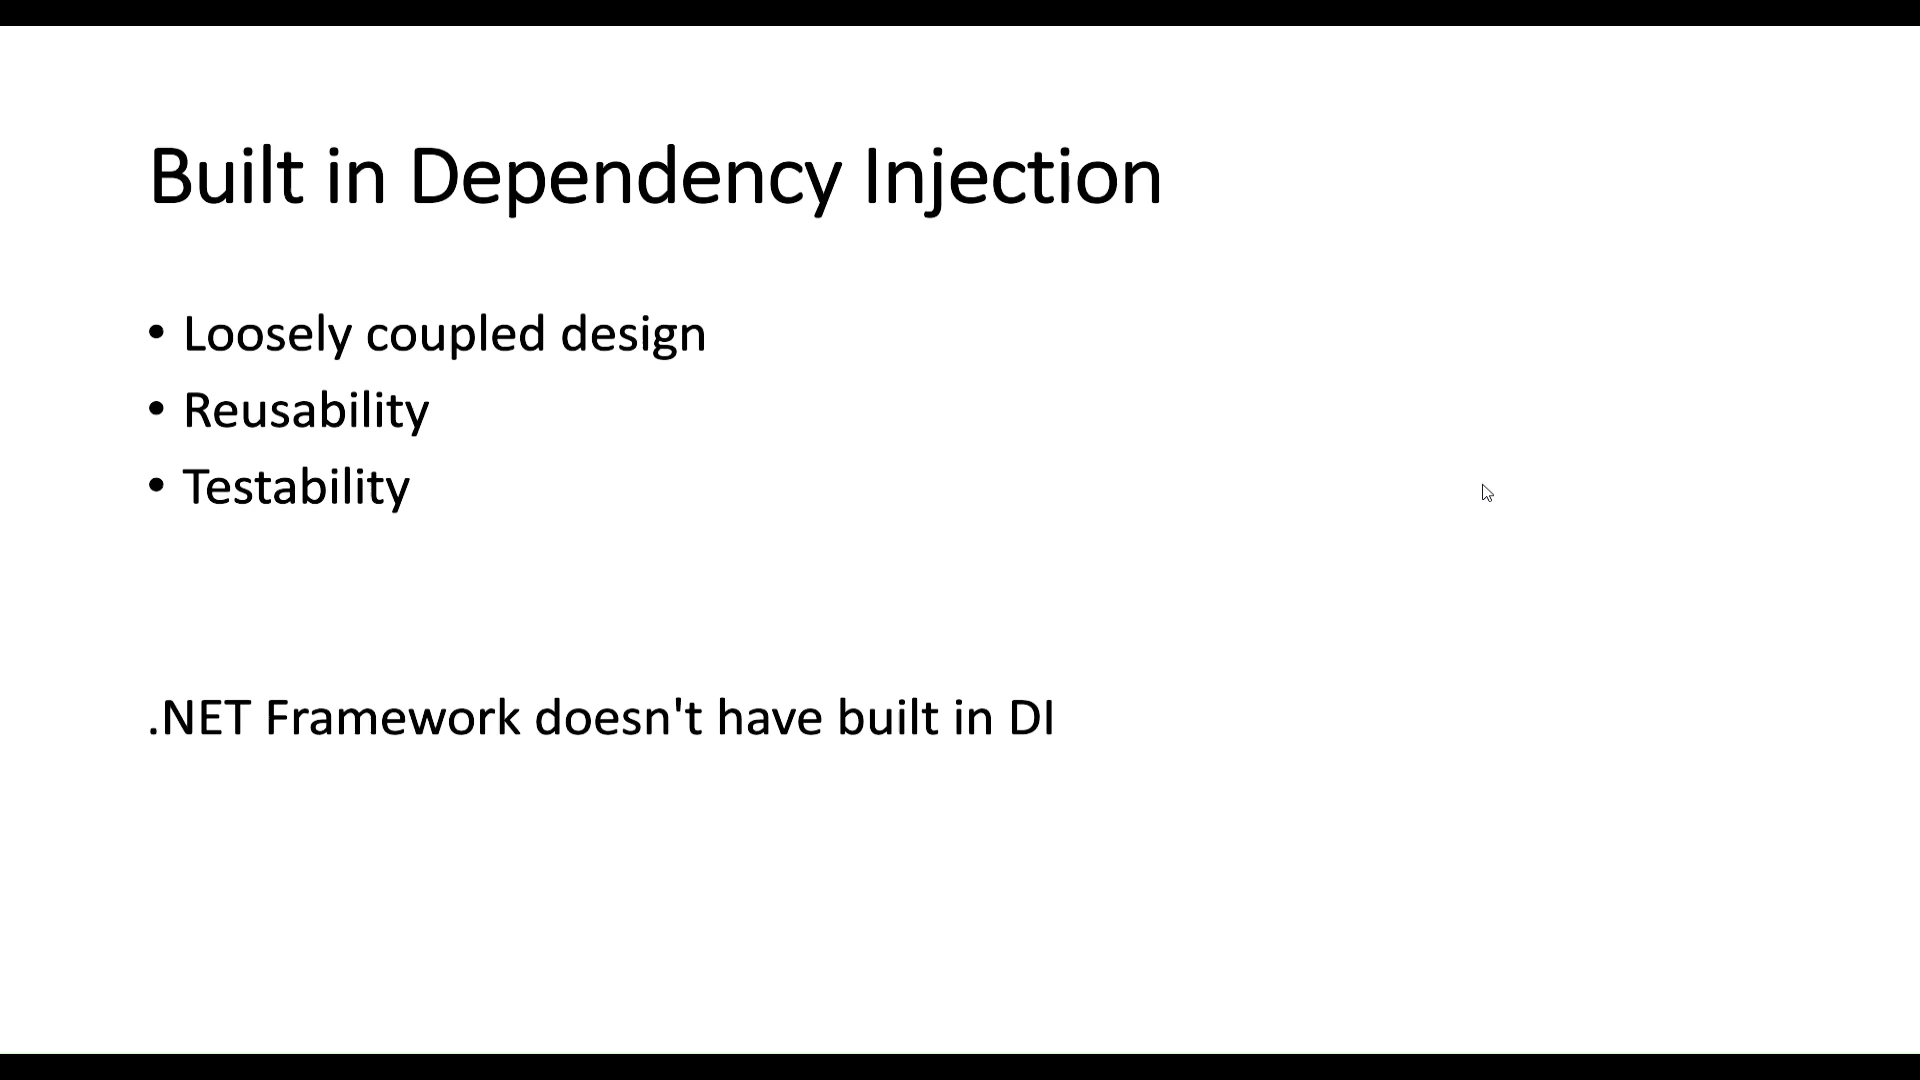 Built in Dependency Injection
• Loosely coupled design
• Reusability
• Testability
.NET Framework doesn't have built in DI